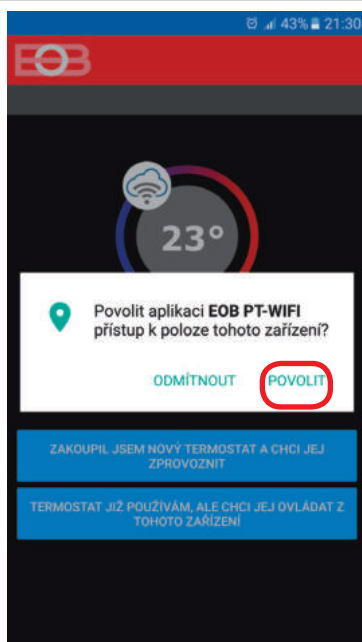 43% 21:30
EOB
23°
Povolit aplikaci EOB PT-WIFI
přístup k poloze tohoto zařízení?
ODMÍTNOUT POVOLIT
ZAKOUPIL JSEM NOVÝ TERMOSTAT A CHCI JEJ
ZPROVOZNIT
TERMOSTAT JIŽ POUŽÍVÁM, ALE CHCI JEJ OVLÁDAT Z
TOHOTO ZAŘÍZENÍ